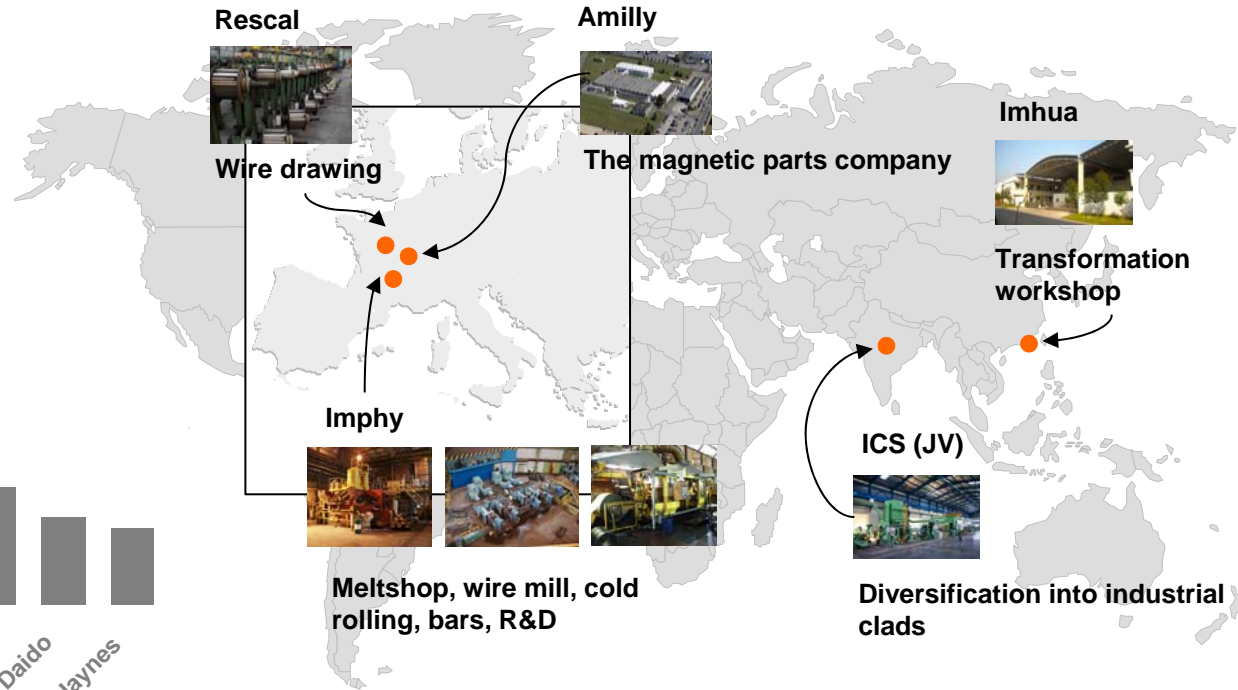 Rescal
Amilly
Imhua
Wire drawing
The magnetic parts company
Transformation
workshop
Imphy
ICS (JV)
Meltshop, wire mill, cold
rolling, bars, R&D
Diversification into industrial
clads
Daido